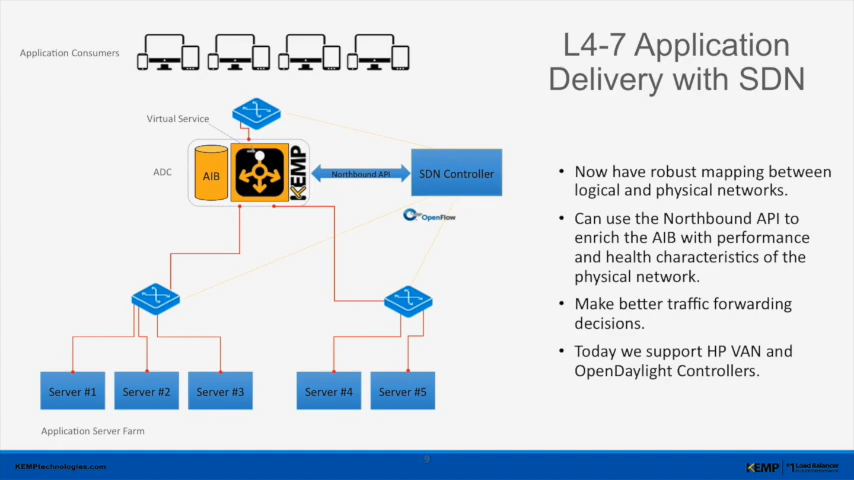 L4-7 Application
Delivery with SDN
Application Consumers
Virtual Service
ADC
AIB
KEMP
Northbound API
SDN Controller
OpenFlow
Server #1
Server #2
Server #3
Server #4
Server #5
Application Server Farm
• Now have robust mapping between
logical and physical networks.
• Can use the Northbound API to
enrich the AIB with performance
and health characteristics of the
physical network.
• Make better traffic forwarding
decisions.
• Today we support HP VAN and
OpenDaylight Controllers.
KEMPtechnologies.com
9
KEMP
#1 Load Balancer